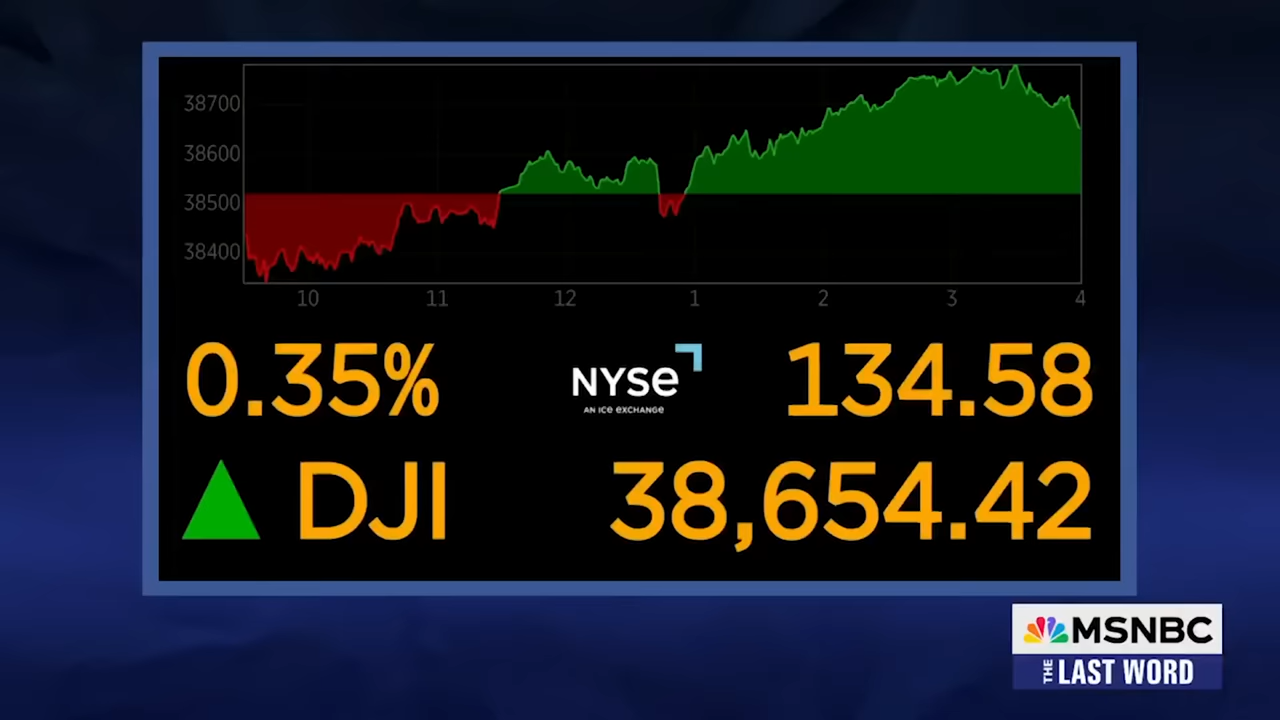 38700
38600
38500
38400
10 11 12 1 2 3 4
0.35% NYSE 134.58
AN ICE EXCHANGE
DJI 38,654.42
MSNBC
THE LAST WORD